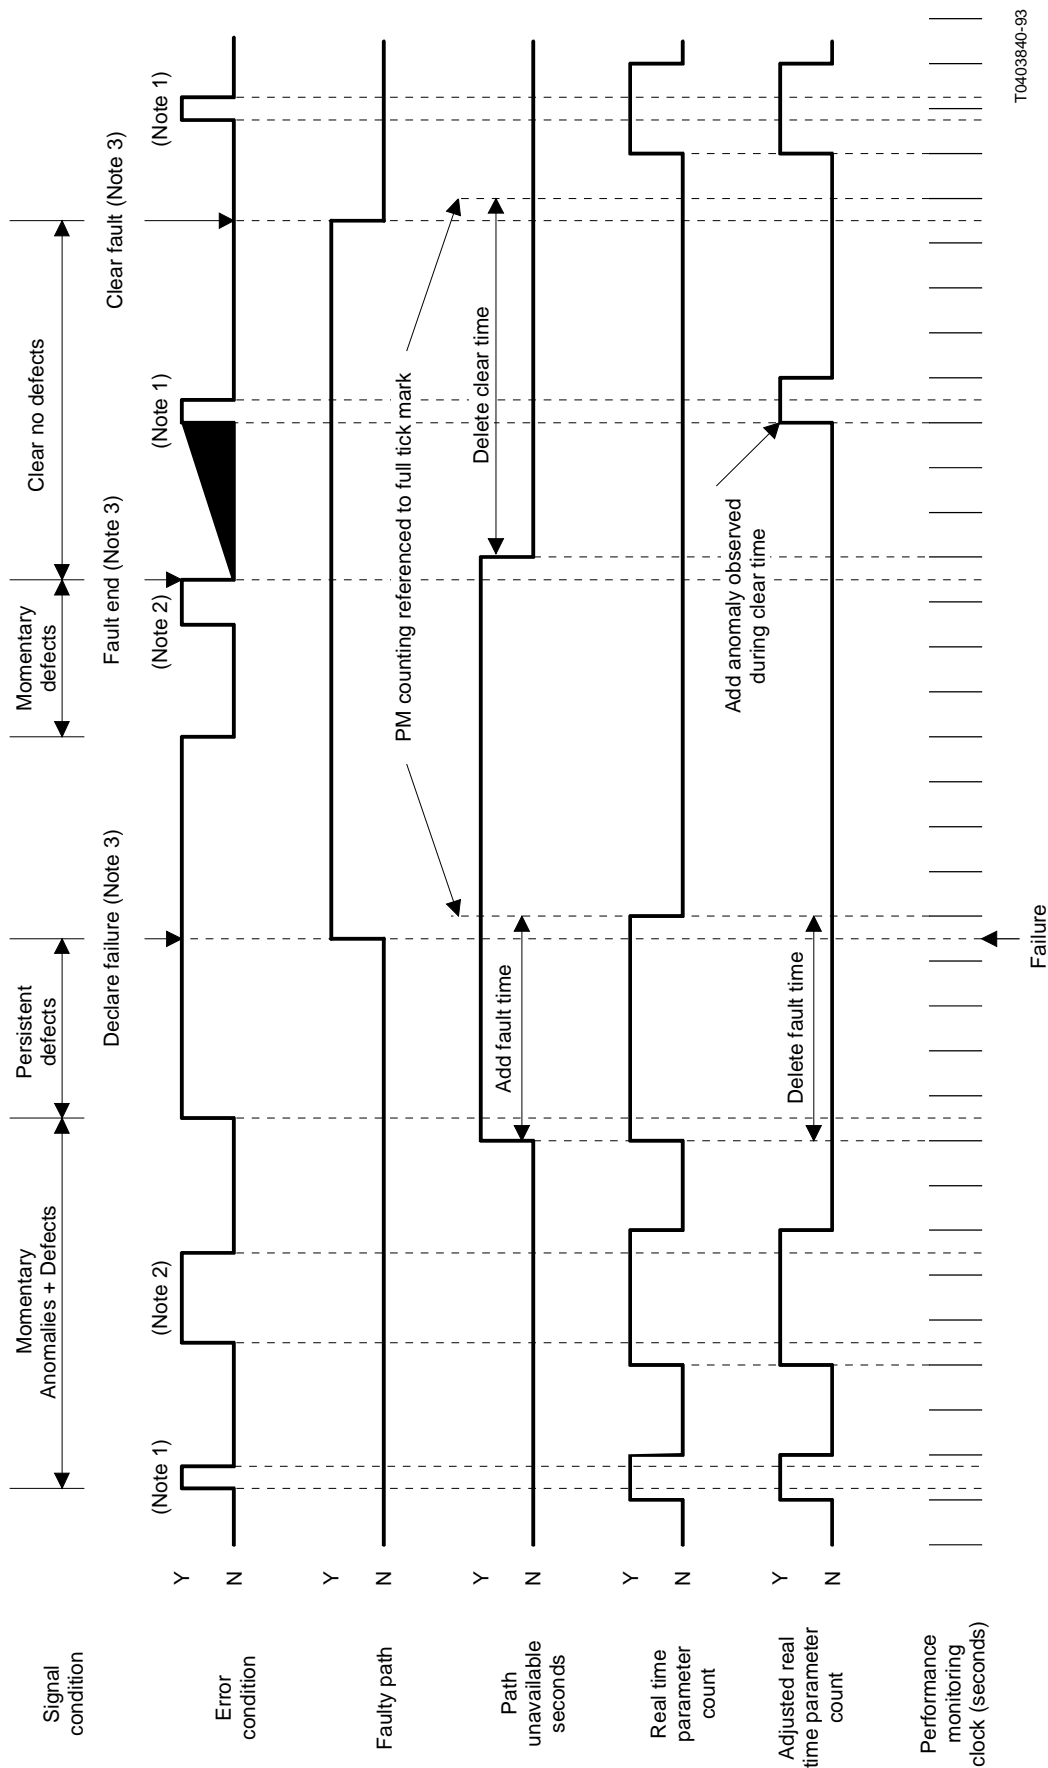 Signal
condition
Momentary
Anomalies + Defects
Persistent
defects
Momentary
defects
Clear no defects
Declare failure (Note 3)
Fault end (Note 3)
Clear fault (Note 3)
Error
condition
Y
N
(Note 1)
(Note 2)
(Note 2)
(Note 1)
(Note 1)
Faulty path
Y
N
PM counting referenced to full tick mark
Path
unavailable
seconds
Y
N
Add fault time
Delete clear time
Real time
parameter
count
Y
N
Adjusted real
time parameter
count
Y
N
Delete fault time
Add anomaly observed
during clear time
Performance
monitoring
clock (seconds)
Failure
T0403840-93